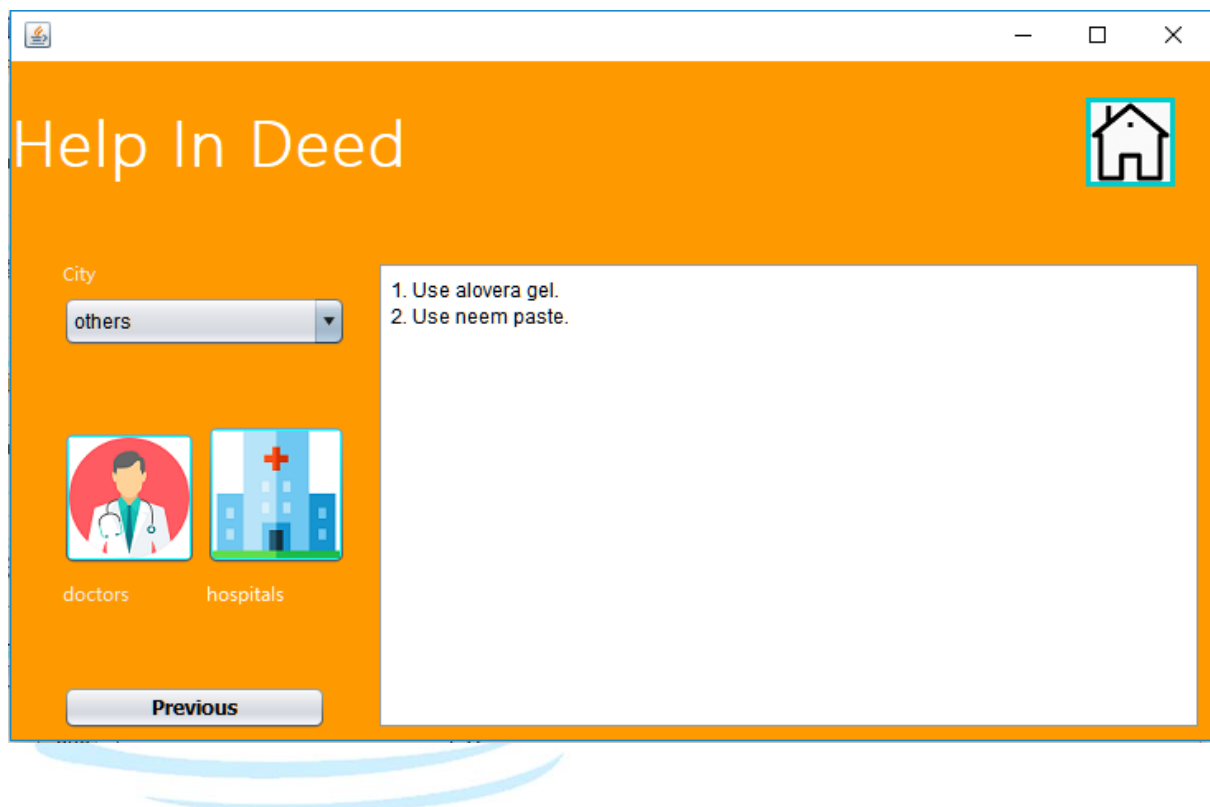 Help In Deed
City
others
1. Use alovera gel.
2. Use neem paste.
doctors
hospitals
Previous